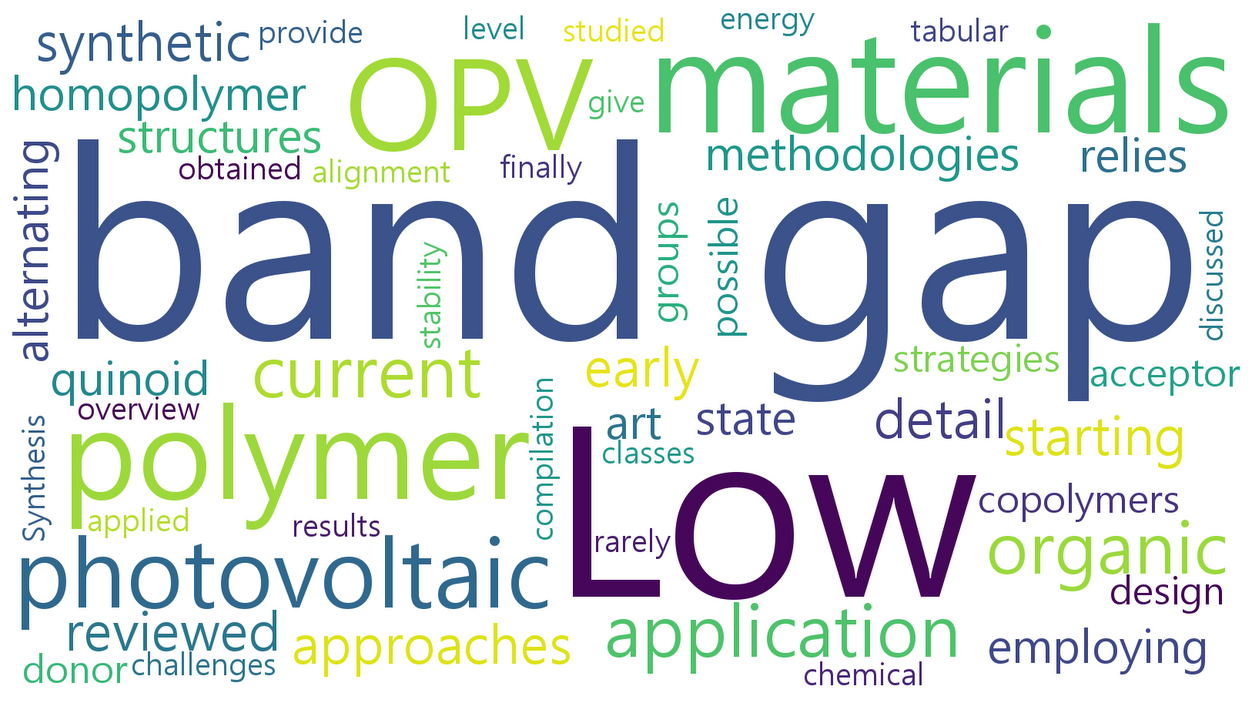 synthetic
provide
level
studied
energy
tabular
homopolymer
OPV
give
materials
structures
obtained
alignment
finally
methodologies
relies
alternating
band gap
stability
groups
possible
discussed
quinoid
current
early
strategies
acceptor
overview
polymer
compilation
art
state
detail
starting
classes
Synthesis
applied
results
Low
rarely
copolymers
organic
photovoltaic
design
reviewed
approaches
application
employing
donor
challenges
chemical